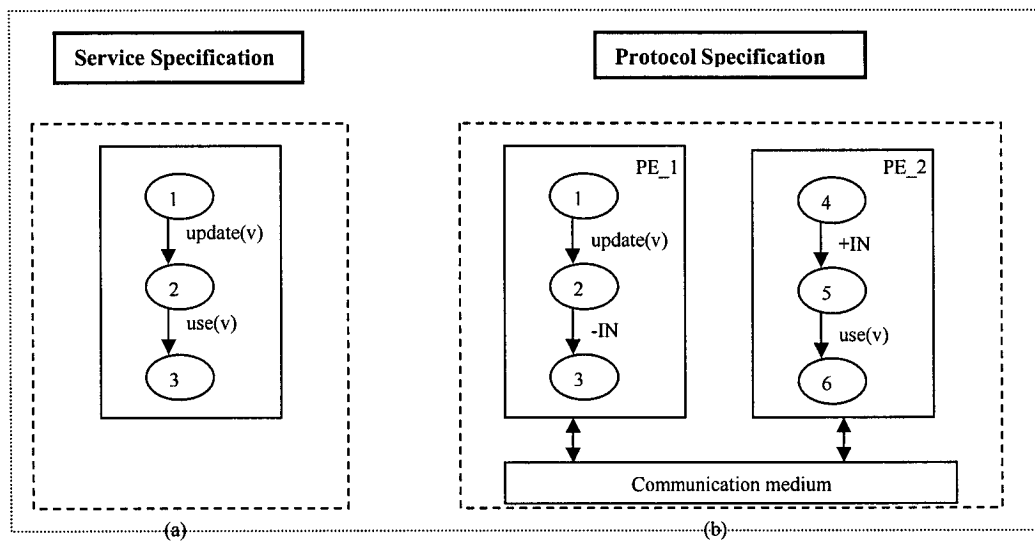 Service Specification
Protocol Specification
1
update(v)
2
use(v)
3
PE_1
1
update(v)
2
-IN
3
PE_2
4
+IN
5
use(v)
6
Communication medium
(a)
(b)